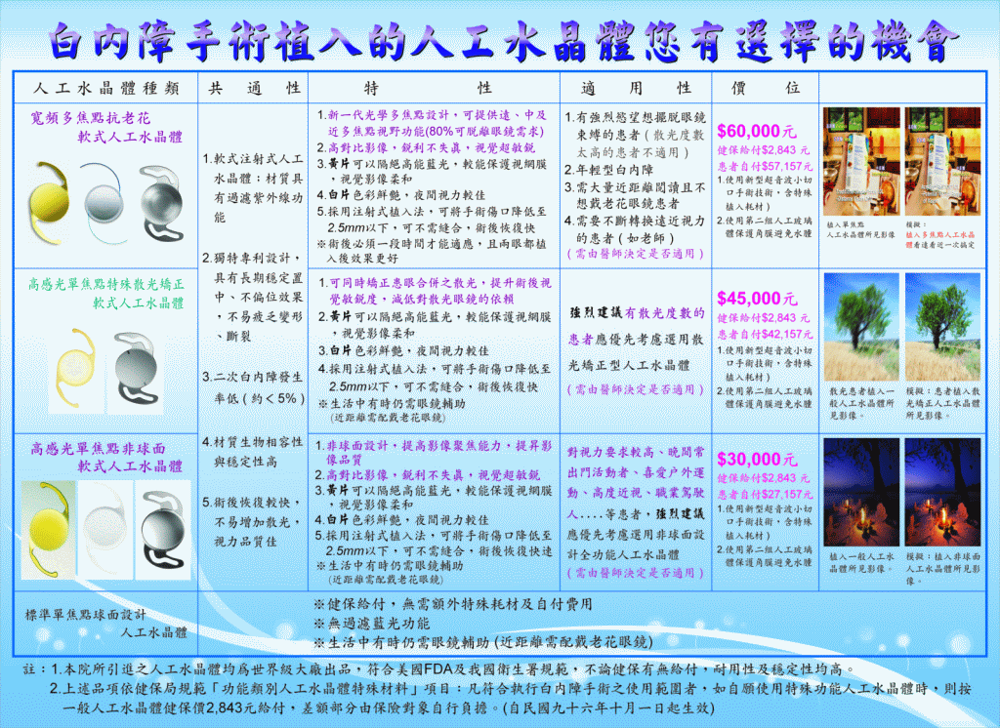 白內障手術植入的人工水晶體您有選擇的機會
人工水晶體種類
共通性
特性
適用性
價位
寬頻多焦點抗老花
軟式人工水晶體
1.軟式注射式人工
水晶體：材質具
有過濾紫外線功
能
2.獨特專利設計，
具有長期穩定置
中、不偏位效果
，不易疲乏變形
、斷裂
3.二次白內障發生
率低 ( 約＜5% )
4.材質生物相容性
與穩定性高
5.術後恢復較快，
不易增加散光，
視力品質佳
1.新一代光學多焦點設計，可提供遠、中及
近多焦點視野功能(80%可脫離眼鏡需求)
2.高對比影像，銳利不失真，視覺超敏銳
3.黃片可以隔絕高能藍光，較能保護視網膜
，視覺影像柔和
4.白片色彩鮮艷，夜間視力較佳
5.採用注射式植入法，可將手術傷口降低至
2.5mm以下，可不需縫合，術後恢復快
※術後必須一段時間才能適應，且兩眼都植
入後效果更好
1.有強烈慾望想擺脫眼鏡
束縛的患者 ( 散光度數
太高的患者不適用 )
2.年輕型白內障
3.需大量近距離閱讀且不
想戴老花眼鏡患者
4.需要不斷轉換遠近視力
的患者 ( 如老師 )
( 需由醫師決定是否適用 )
$60,000元
健保給付$2,843 元
患者自付$57,157元
1.使用新型超音波小切
口手術技術，含特殊
植入耗材 )
2.使用第二組人工玻璃
體保護角膜避免水腫
植入單焦點
人工水晶體所見影像
模擬：
植入多焦點人工水晶
體看遠看近一次搞定
高感光單焦點特殊散光矯正
軟式人工水晶體
1.可同時矯正患眼合併之散光，提升術後視
覺敏銳度，減低對散光眼鏡的依賴
2.黃片可以隔絕高能藍光，較能保護視網膜
，視覺影像柔和
3.白片色彩鮮艷，夜間視力較佳
4.採用注射式植入法，可將手術傷口降低至
2.5mm以下，可不需縫合，術後恢復快
※生活中有時仍需眼鏡輔助
(近距離需配戴老花眼鏡)
強烈建議有散光度數的
患者應優先考慮選用散
光矯正型人工水晶體
( 需由醫師決定是否適用 )
$45,000元
健保給付$2,843 元
患者自付$42,157元
1.使用新型超音波小切
口手術技術，含特殊
植入耗材 )
2.使用第二組人工玻璃
體保護角膜避免水腫
散光患者植入一
般人工水晶體所
見影像。
模擬：患者植入散
光矯正人工水晶體
所見影像。
高感光單焦點非球面
軟式人工水晶體
1.非球面設計，提高影像聚焦能力，提昇影
像品質
2.高對比影像，銳利不失真，視覺超敏銳
3.黃片可以隔絕高能藍光，較能保護視網膜
，視覺影像柔和
4.白片色彩鮮艷，夜間視力較佳
5.採用注射式植入法，可將手術傷口降低至
2.5mm以下，可不需縫合，術後恢復快速
※生活中有時仍需眼鏡輔助
(近距離需配戴老花眼鏡)
對視力要求較高、晚間常
出門活動者、喜愛戶外運
動、高度近視、職業駕駛
人....等患者，強烈建議
應優先考慮選用非球面設
計全功能人工水晶體
( 需由醫師決定是否適用 )
$30,000元
健保給付$2,843 元
患者自付$27,157元
1.使用新型超音波小切
口手術技術，含特殊
植入耗材 )
2.使用第二組人工玻璃
體保護角膜避免水腫
植入一般人工水
晶體所見影像。
模擬：植入非球面
人工水晶體所見影
像。
標準單焦點球面設計
人工水晶體
※健保給付，無需額外特殊耗材及自付費用
※無過濾藍光功能
※生活中有時仍需眼鏡輔助 (近距離需配戴老花眼鏡)
註：1.本院所引進之人工水晶體均爲世界級大廠出品，符合美國FDA及我國衛生署規範，不論健保有無給付，耐用性及穩定性均高。
2.上述品項依健保局規範「功能類別人工水晶體特殊材料」項目：凡符合執行白內障手術之使用範圍者，如自願使用特殊功能人工水晶體時，則按
一般人工水晶體健保價2,843元給付，差額部分由保險對象自行負擔。(自民國九十六年十月一日起生效)